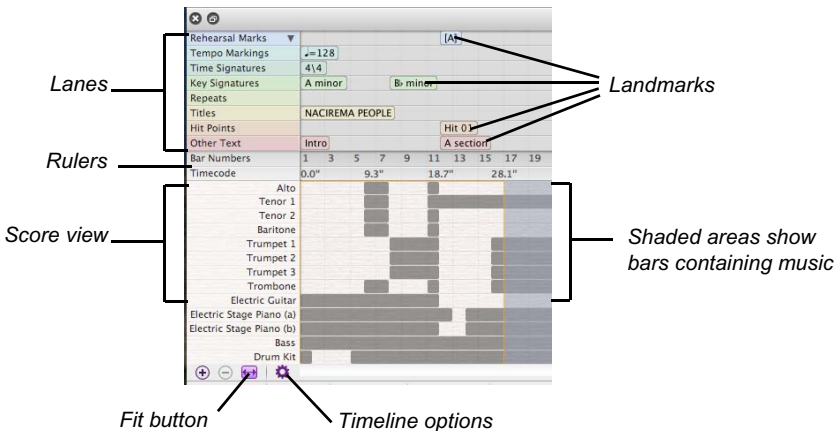 Rehearsal Marks ▼ [A]
Tempo Markings ♩=128
Time Signatures 4\4
Key Signatures A minor B♭ minor
Repeats
Titles NACIREMA PEOPLE
Hit Points Hit 01
Other Text Intro A section
Bar Numbers 1 3 5 7 9 11 13 15 17 19
Timecode 0.0" 9.3" 18.7" 28.1"
Alto
Tenor 1
Tenor 2
Baritone
Trumpet 1
Trumpet 2
Trumpet 3
Trombone
Electric Guitar
Electric Stage Piano (a)
Electric Stage Piano (b)
Bass
Drum Kit
Lanes
Rulers
Score view
Landmarks
Shaded areas show
bars containing music
Fit button
Timeline options